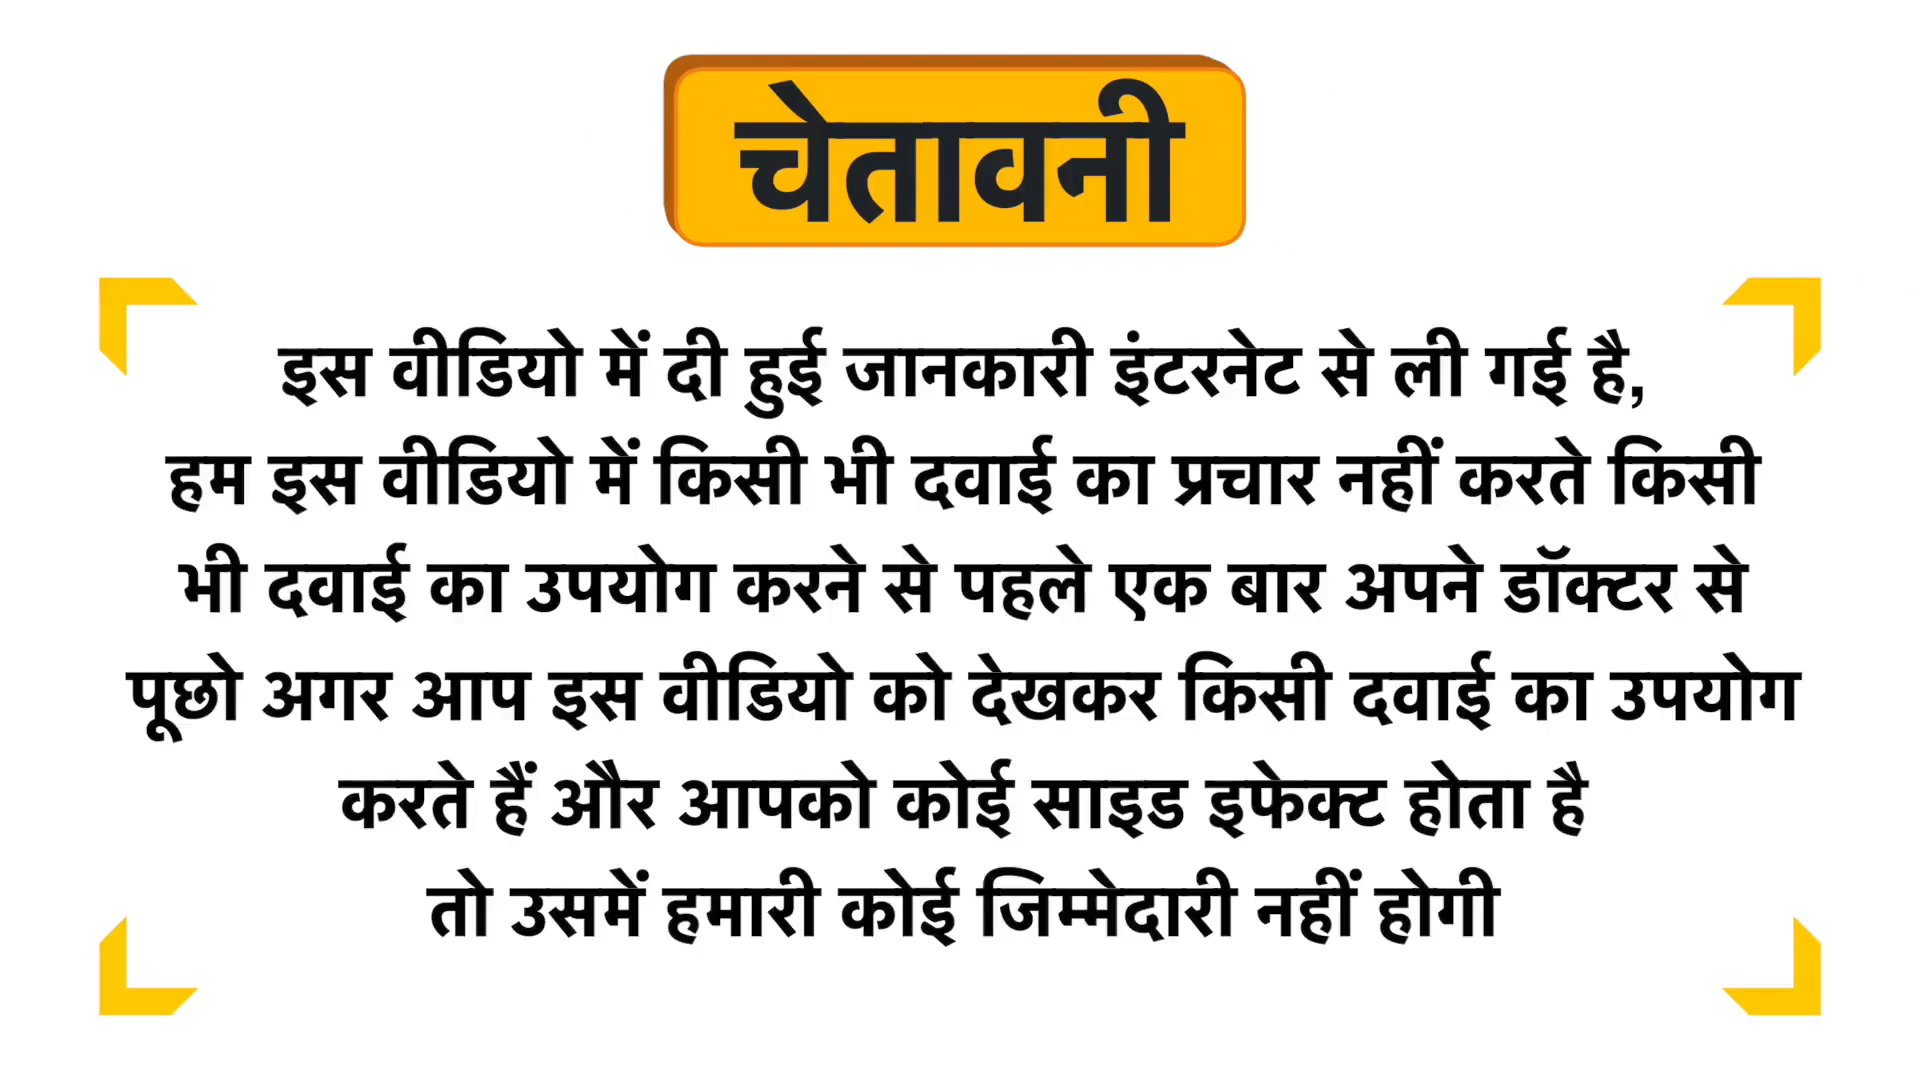 चेतावनी
इस वीडियो में दी हुई जानकारी इंटरनेट से ली गई है,
हम इस वीडियो में किसी भी दवाई का प्रचार नहीं करते किसी
भी दवाई का उपयोग करने से पहले एक बार अपने डॉक्टर से
पूछो अगर आप इस वीडियो को देखकर किसी दवाई का उपयोग
करते हैं और आपको कोई साइड इफेक्ट होता है
तो उसमें हमारी कोई जिम्मेदारी नहीं होगी